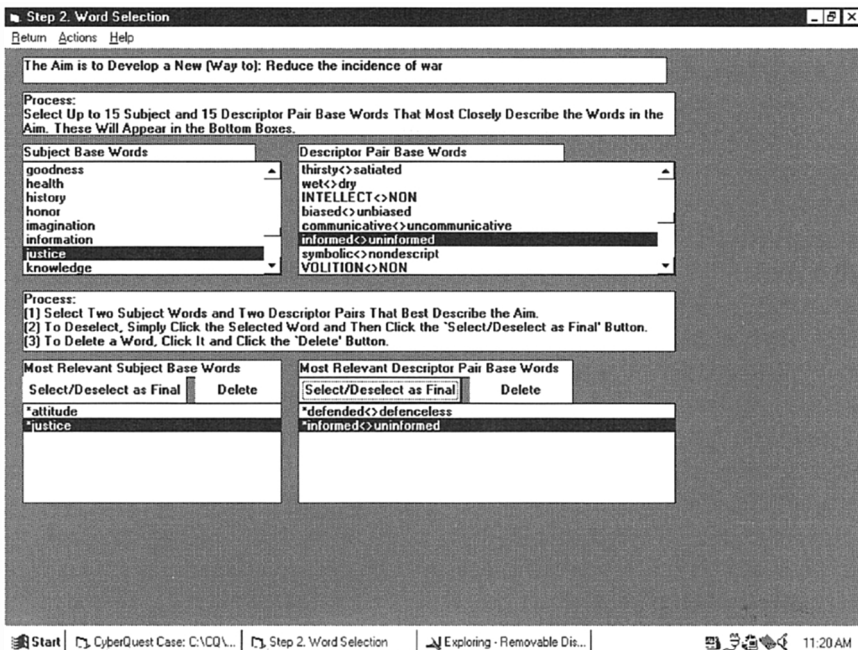 Step 2. Word Selection
Return Actions Help
The Aim is to Develop a New (Way to): Reduce the incidence of war
Process:
Select Up to 15 Subject and 15 Descriptor Pair Base Words That Most Closely Describe the Words in the
Aim. These Will Appear in the Bottom Boxes.
Subject Base Words
goodness
health
history
honor
imagination
information
justice
knowledge
Descriptor Pair Base Words
thirsty<>satiated
wet<>dry
INTELLECT<>NON
biased<>unbiased
communicative<>uncommunicative
informed<>uninformed
symbolic<>nondescript
VOLITION<>NON
Process:
(1) Select Two Subject Words and Two Descriptor Pairs That Best Describe the Aim.
(2) To Deselect, Simply Click the Selected Word and Then Click the `Select/Deselect as Final' Button.
(3) To Delete a Word, Click It and Click the `Delete' Button.
Most Relevant Subject Base Words
Select/Deselect as Final Delete
*attitude
*justice
Most Relevant Descriptor Pair Base Words
Select/Deselect as Final Delete
*defended<>defenceless
*informed<>uninformed
Start CyberQuest Case: C:\CQ\... Step 2. Word Selection Exploring - Removable Dis... 11:20 AM